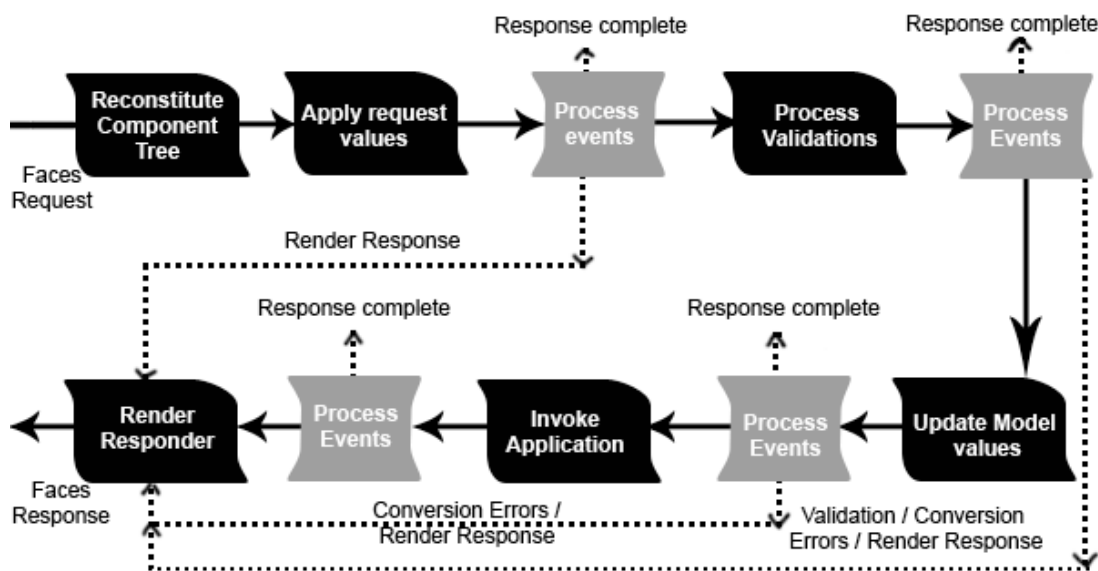 Response complete
Response complete
Reconstitute
Component
Tree
Apply request
values
Process
events
Process
Validations
Process
Events
Faces
Request
Render Response
Response complete
Response complete
Render
Responder
Process
Events
Invoke
Application
Process
Events
Update Model
values
Faces
Response
Conversion Errors /
Render Response
Validation / Conversion
Errors / Render Response